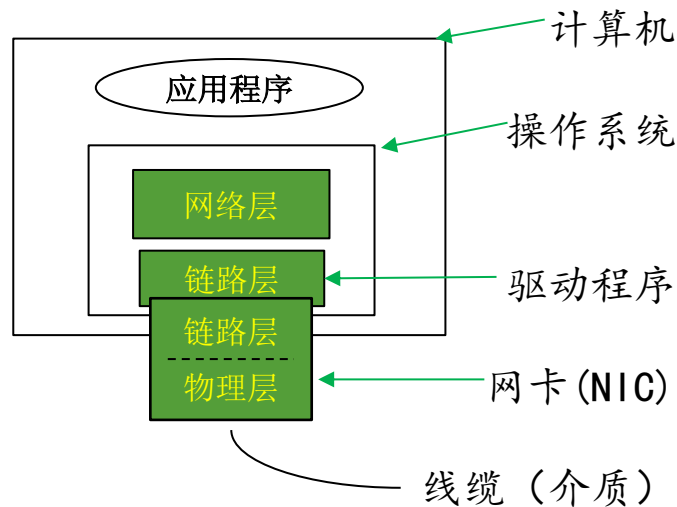 计算机
应用程序
操作系统
网络层
链路层
驱动程序
链路层
物理层
网卡(NIC)
线缆（介质）